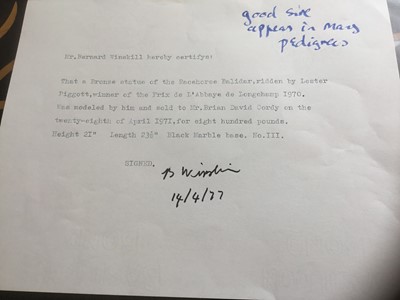 good sire
appears in many
pedigrees
Mr.Bernard Winskill hereby certifys:
That a Bronze statue of the Racehorse Balidar,ridden by Lester
Piggott,winner of the Prix de L'Abbaye de Longchamp 1970.
Was modeled by him and sold to Mr.Brian David Cordy on the
twenty-eighth of April 1971,for eight hundred pounds.
Height 21" Length 23½" Black Marble base. No.III.
SIGNED.
14/4/77